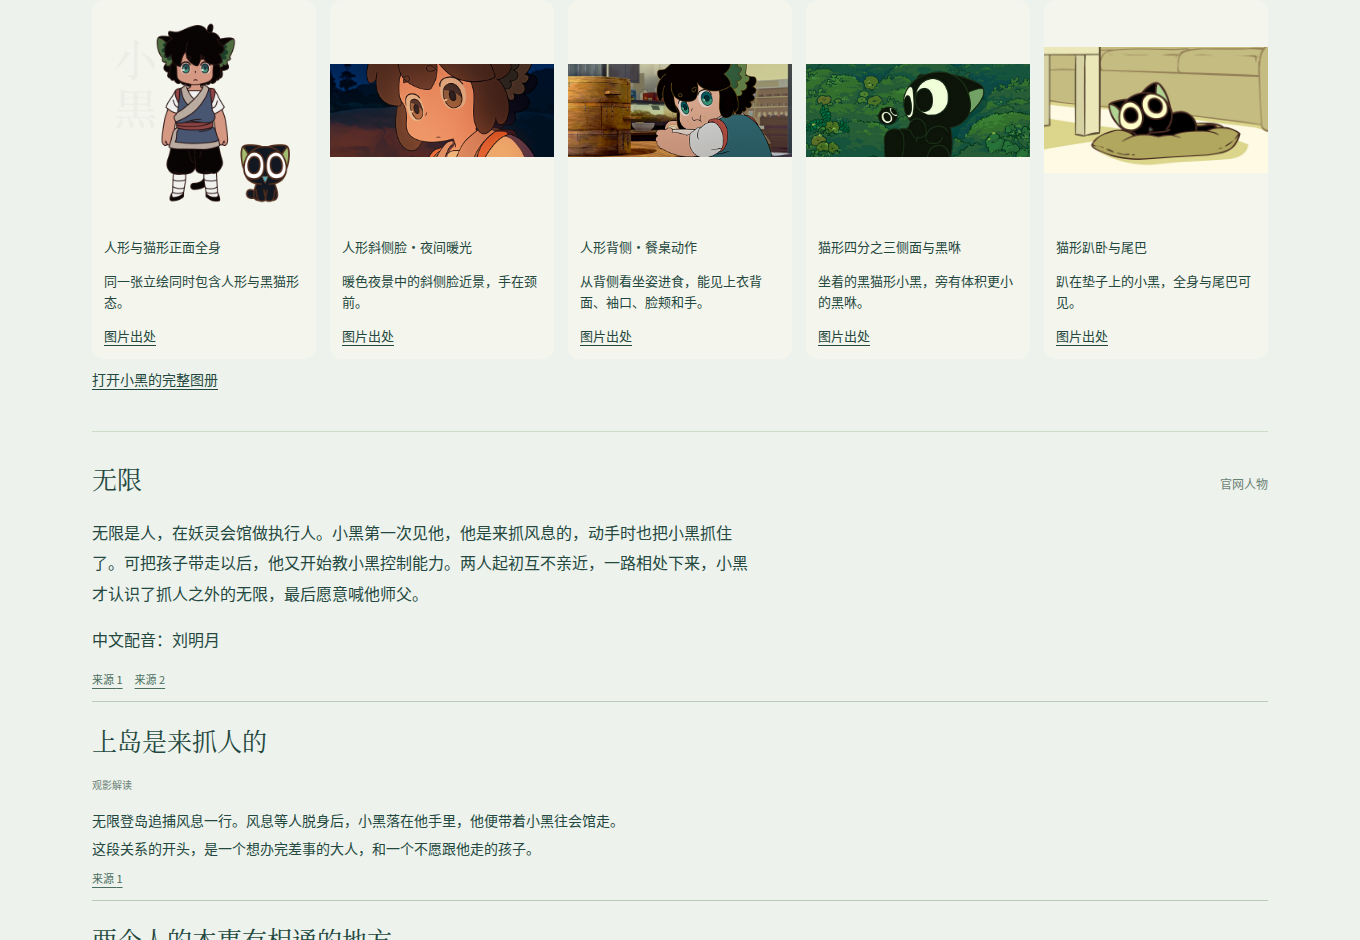 小
黑
人形与猫形正面全身
同一张立绘同时包含人形与黑猫形
态。
图片出处
人形斜侧脸・夜间暖光
暖色夜景中的斜侧脸近景，手在颈
前。
图片出处
人形背侧・餐桌动作
从背侧看坐姿进食，能见上衣背
面、袖口、脸颊和手。
图片出处
猫形四分之三侧面与黑咻
坐着的黑猫形小黑，旁有体积更小
的黑咻。
图片出处
猫形趴卧与尾巴
趴在垫子上的小黑，全身与尾巴可
见。
图片出处
打开小黑的完整图册
无限
官网人物
无限是人，在妖灵会馆做执行人。小黑第一次见他，他是来抓风息的，动手时也把小黑抓住
了。可把孩子带走以后，他又开始教小黑控制能力。两人起初互不亲近，一路相处下来，小黑
才认识了抓人之外的无限，最后愿意喊他师父。
中文配音：刘明月
来源 1 来源 2
上岛是来抓人的
观影解读
无限登岛追捕风息一行。风息等人脱身后，小黑落在他手里，他便带着小黑往会馆走。
这段关系的开头，是一个想办完差事的大人，和一个不愿跟他走的孩子。
来源 1
两个人的本事有相通的地方